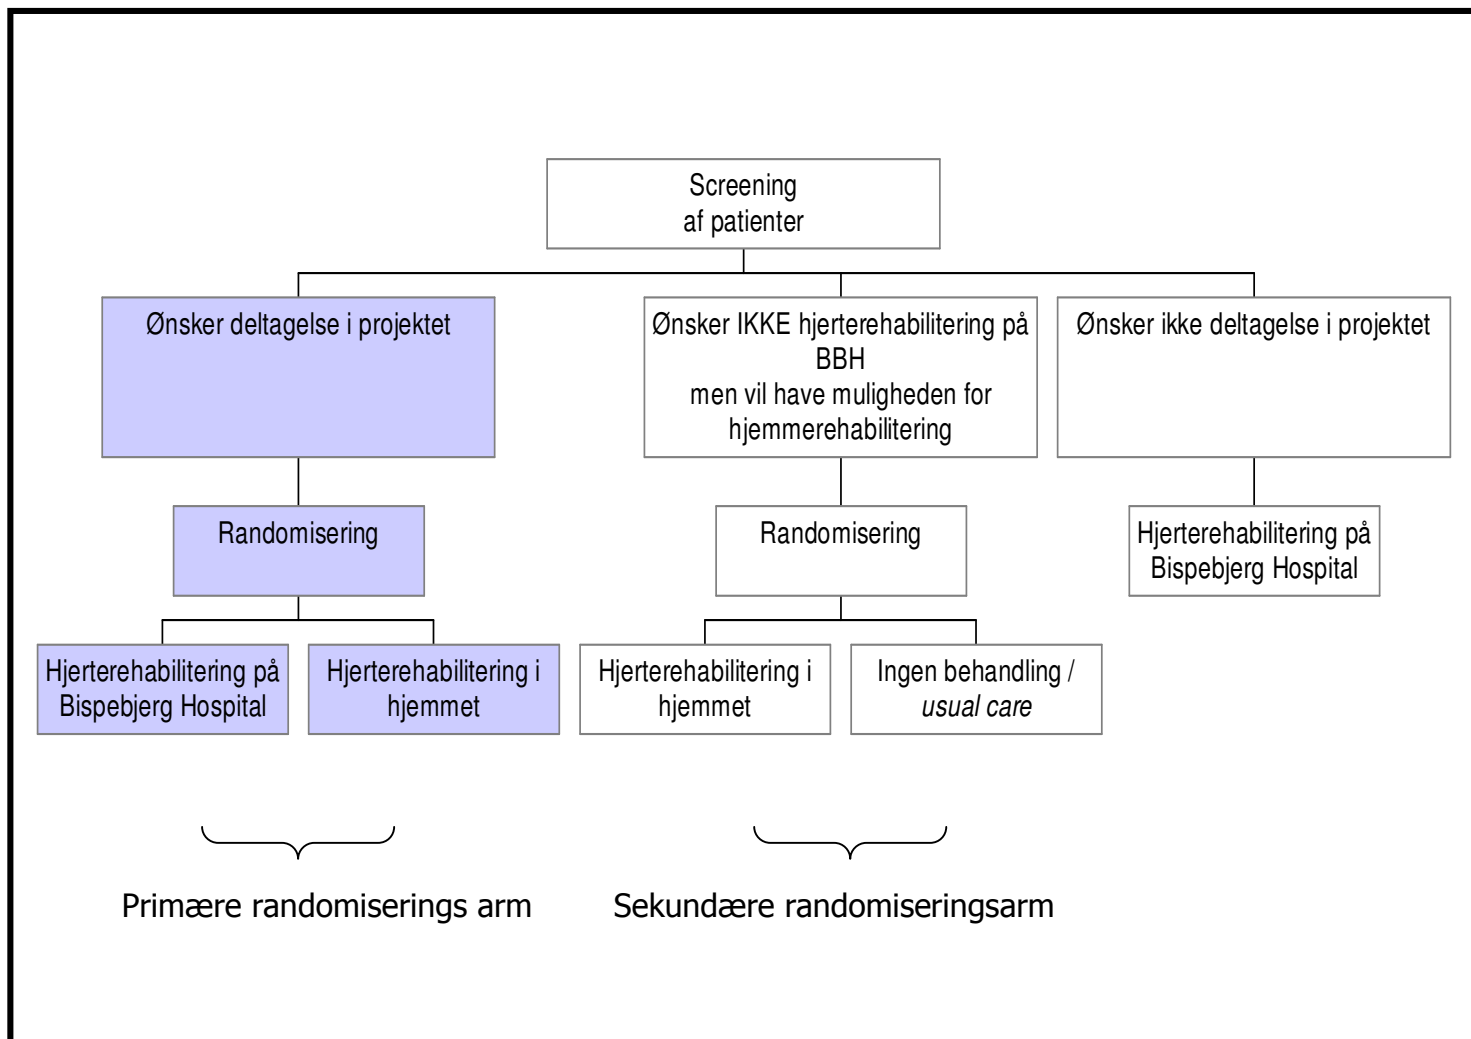 Screening
af patienter
Ønsker deltagelse i projektet
Ønsker IKKE hjerterehabilitering på
BBH
men vil have muligheden for
hjemmerehabilitering
Ønsker ikke deltagelse i projektet
Randomisering
Randomisering
Hjerterehabilitering på
Bispebjerg Hospital
Hjerterehabilitering på
Bispebjerg Hospital
Hjerterehabilitering i
hjemmet
Hjerterehabilitering i
hjemmet
Ingen behandling /
usual care
Primære randomiserings arm
Sekundære randomiseringsarm